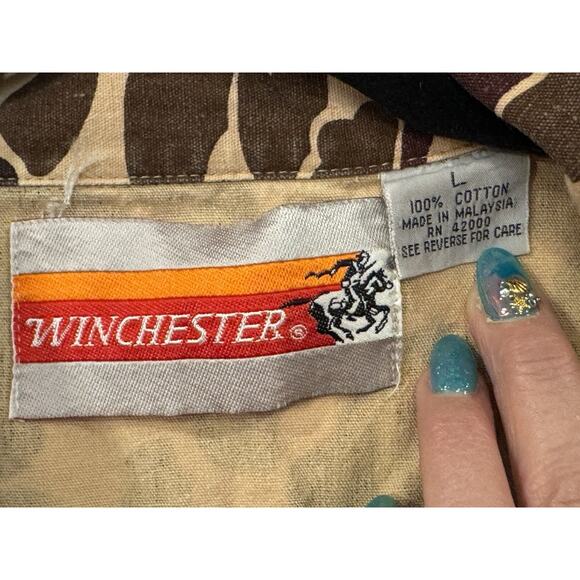 WINCHESTER®
L
100% COTTON
MADE IN MALAYSIA
RN 42000
SEE REVERSE FOR CARE